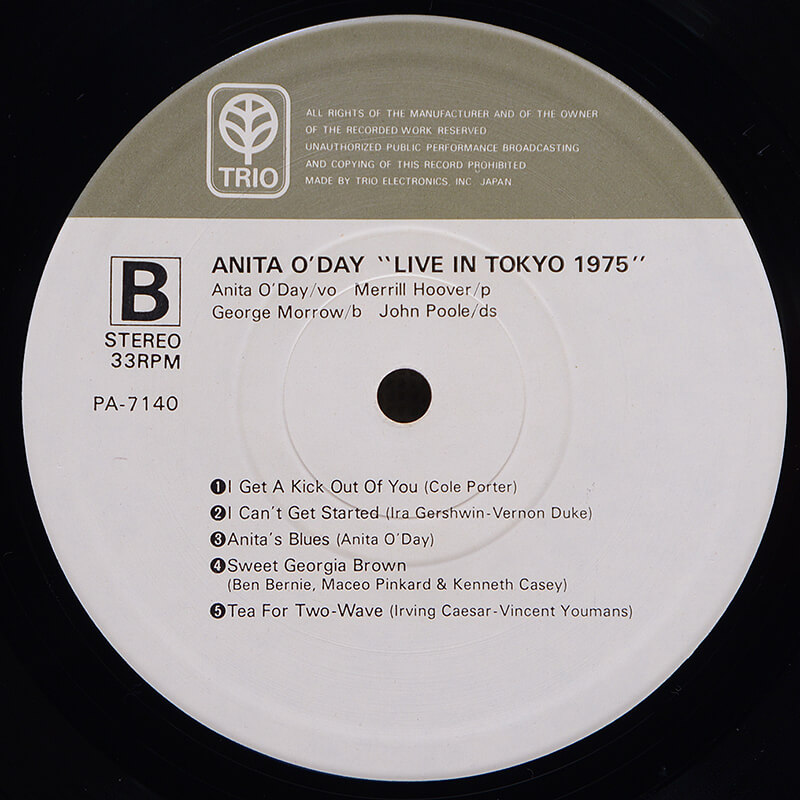 TRIO
ALL RIGHTS OF THE MANUFACTURER AND OF THE OWNER
OF THE RECORDED WORK RESERVED
UNAUTHORIZED PUBLIC PERFORMANCE BROADCASTING
AND COPYING OF THIS RECORD PROHIBITED
MADE BY TRIO ELECTRONICS, INC. JAPAN
B
STEREO
33RPM
PA-7140
ANITA O'DAY "LIVE IN TOKYO 1975"
Anita O'Day/vo Merrill Hoover/p
George Morrow/b John Poole/ds
❶I Get A Kick Out Of You (Cole Porter)
❷I Can't Get Started (Ira Gershwin-Vernon Duke)
❸Anita's Blues (Anita O'Day)
❹Sweet Georgia Brown
(Ben Bernie, Maceo Pinkard & Kenneth Casey)
❺Tea For Two-Wave (Irving Caesar-Vincent Youmans)